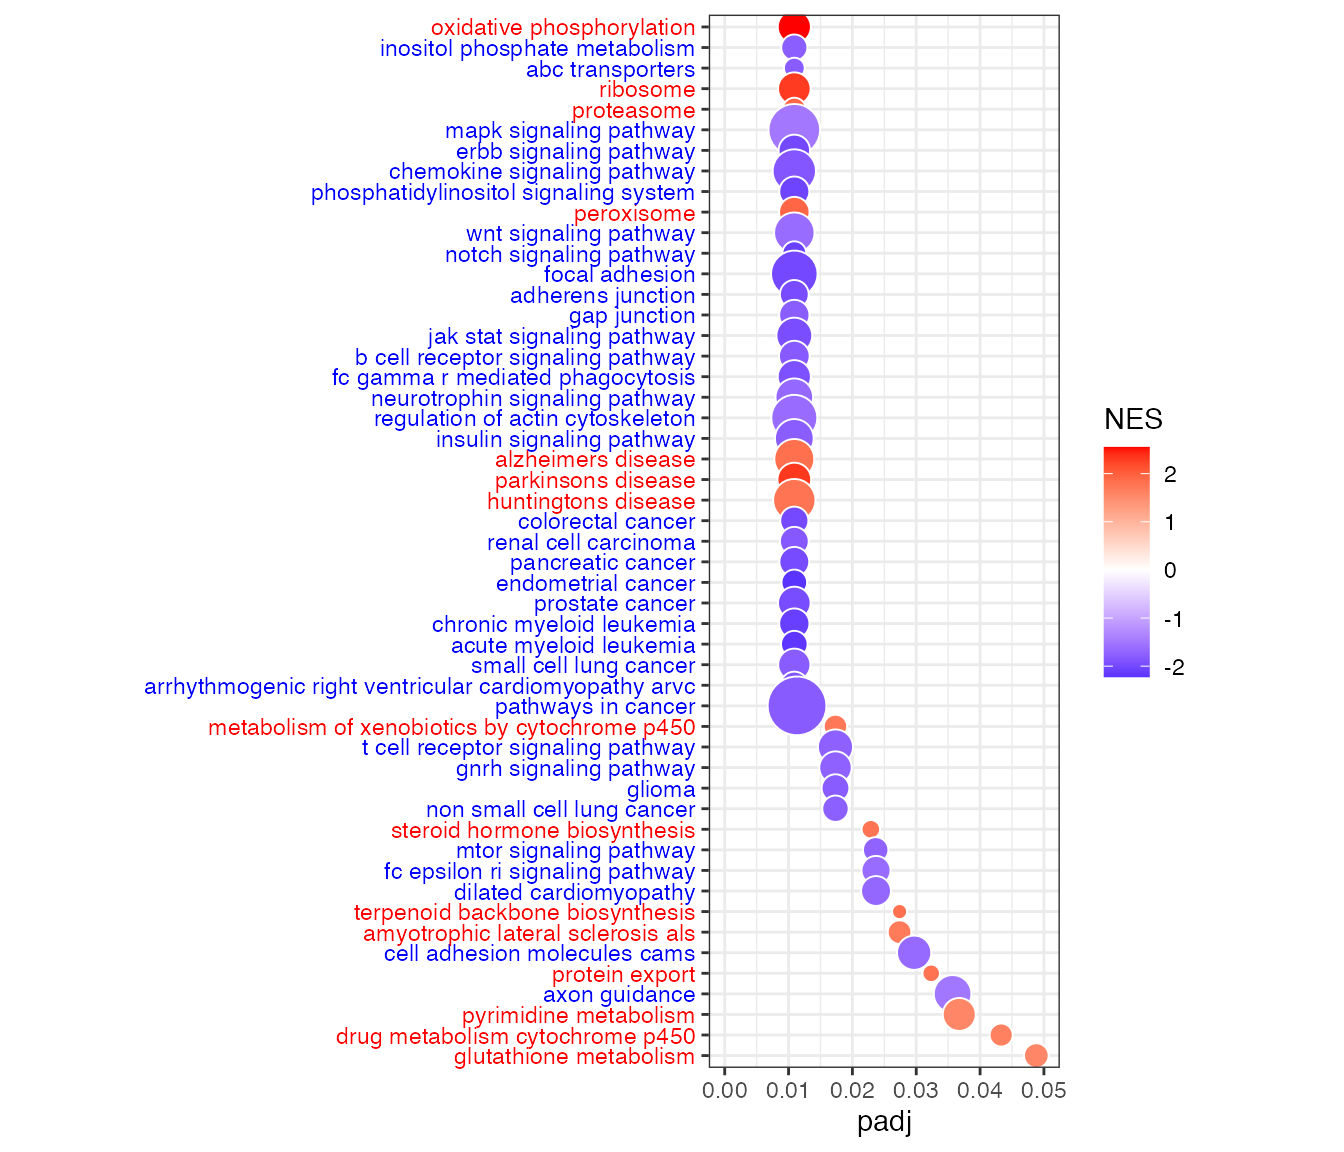 oxidative phosphorylation
inositol phosphate metabolism
abc transporters
ribosome
proteasome
mapk signaling pathway
erbb signaling pathway
chemokine signaling pathway
phosphatidylinositol signaling system
peroxisome
wnt signaling pathway
notch signaling pathway
focal adhesion
adherens junction
gap junction
jak stat signaling pathway
b cell receptor signaling pathway
fc gamma r mediated phagocytosis
neurotrophin signaling pathway
regulation of actin cytoskeleton
insulin signaling pathway
alzheimers disease
parkinsons disease
huntingtons disease
colorectal cancer
renal cell carcinoma
pancreatic cancer
endometrial cancer
prostate cancer
chronic myeloid leukemia
acute myeloid leukemia
small cell lung cancer
arrhythmogenic right ventricular cardiomyopathy arvc
pathways in cancer
metabolism of xenobiotics by cytochrome p450
t cell receptor signaling pathway
gnrh signaling pathway
glioma
non small cell lung cancer
steroid hormone biosynthesis
mtor signaling pathway
fc epsilon ri signaling pathway
dilated cardiomyopathy
terpenoid backbone biosynthesis
amyotrophic lateral sclerosis als
cell adhesion molecules cams
protein export
axon guidance
pyrimidine metabolism
drug metabolism cytochrome p450
glutathione metabolism
0.00 0.01 0.02 0.03 0.04 0.05
padj
NES
2
1
0
-1
-2